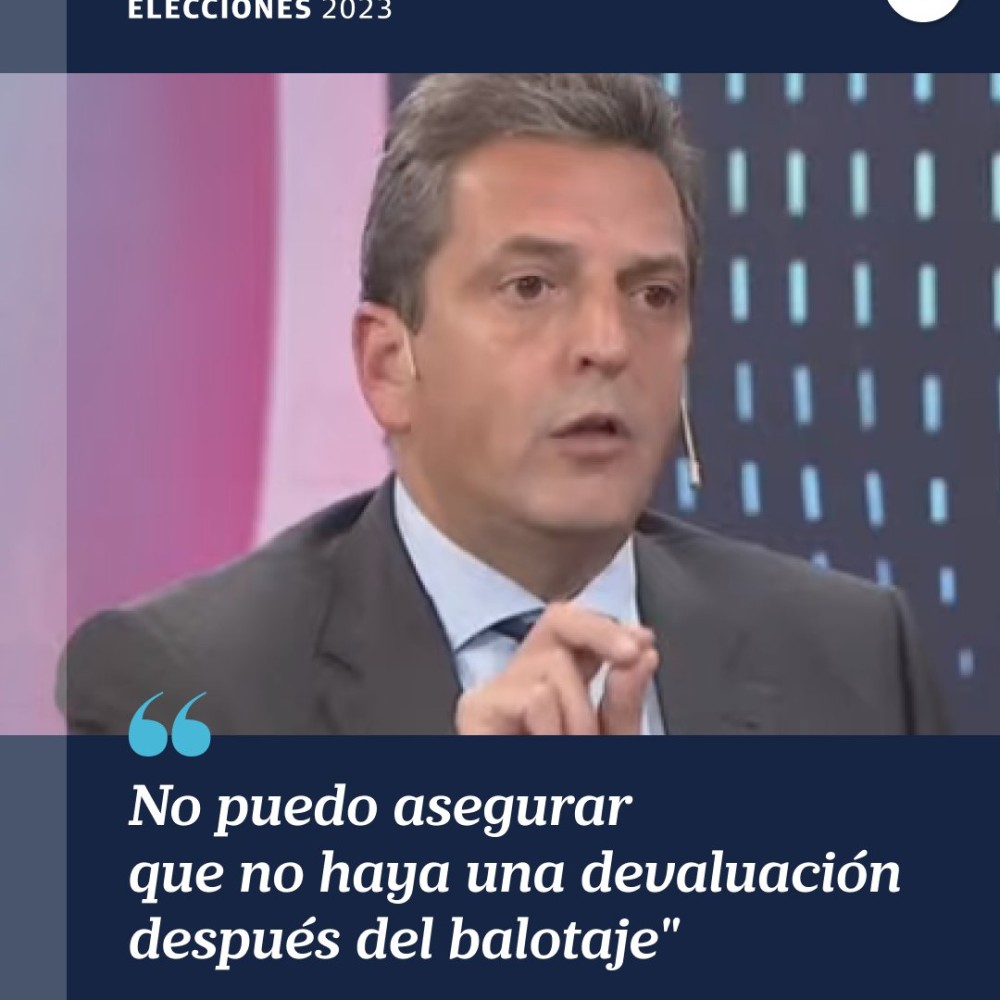 ELECCIONES 2023
“
No puedo asegurar
que no haya una devaluación
después del balotaje"